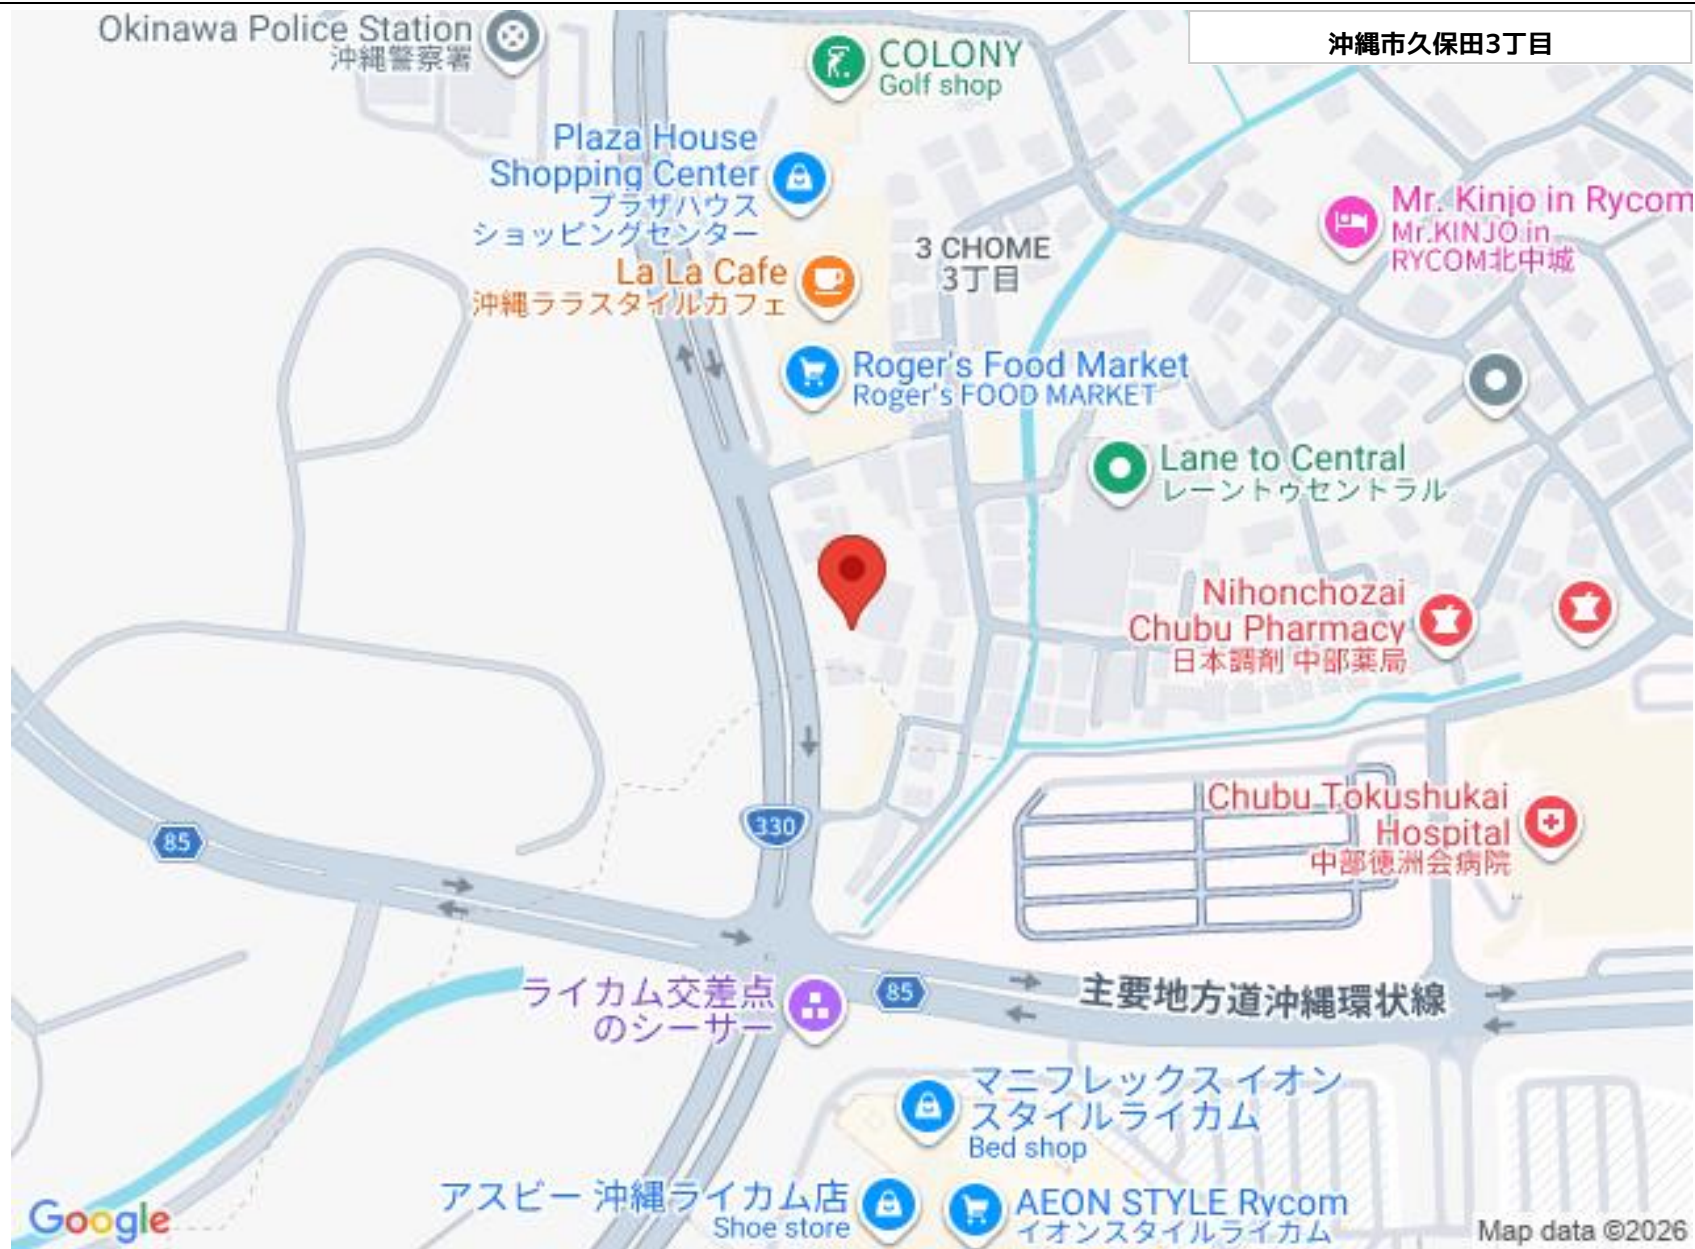 Okinawa Police Station
沖縄警察署
COLONY
Golf shop
沖縄市久保田3丁目
Plaza House
Shopping Center
プラザハウス
ショッピングセンター
Mr. Kinjo in Rycom
Mr.KINJO in
RYCOM北中城
3 CHOME
3丁目
La La Cafe
沖縄ララスタイルカフェ
Roger's Food Market
Roger's FOOD MARKET
Lane to Central
レーントゥセントラル
Nihonchozai
Chubu Pharmacy
日本調剤 中部薬局
Chubu Tokushukai
Hospital
中部徳洲会病院
330
85
ライカム交差点
のシーサー
85
主要地方道沖縄環状線
マニフレックス イオン
スタイルライカム
Bed shop
アスビー 沖縄ライカム店
Shoe store
AEON STYLE Rycom
イオンスタイルライカム
Google
Map data ©2026